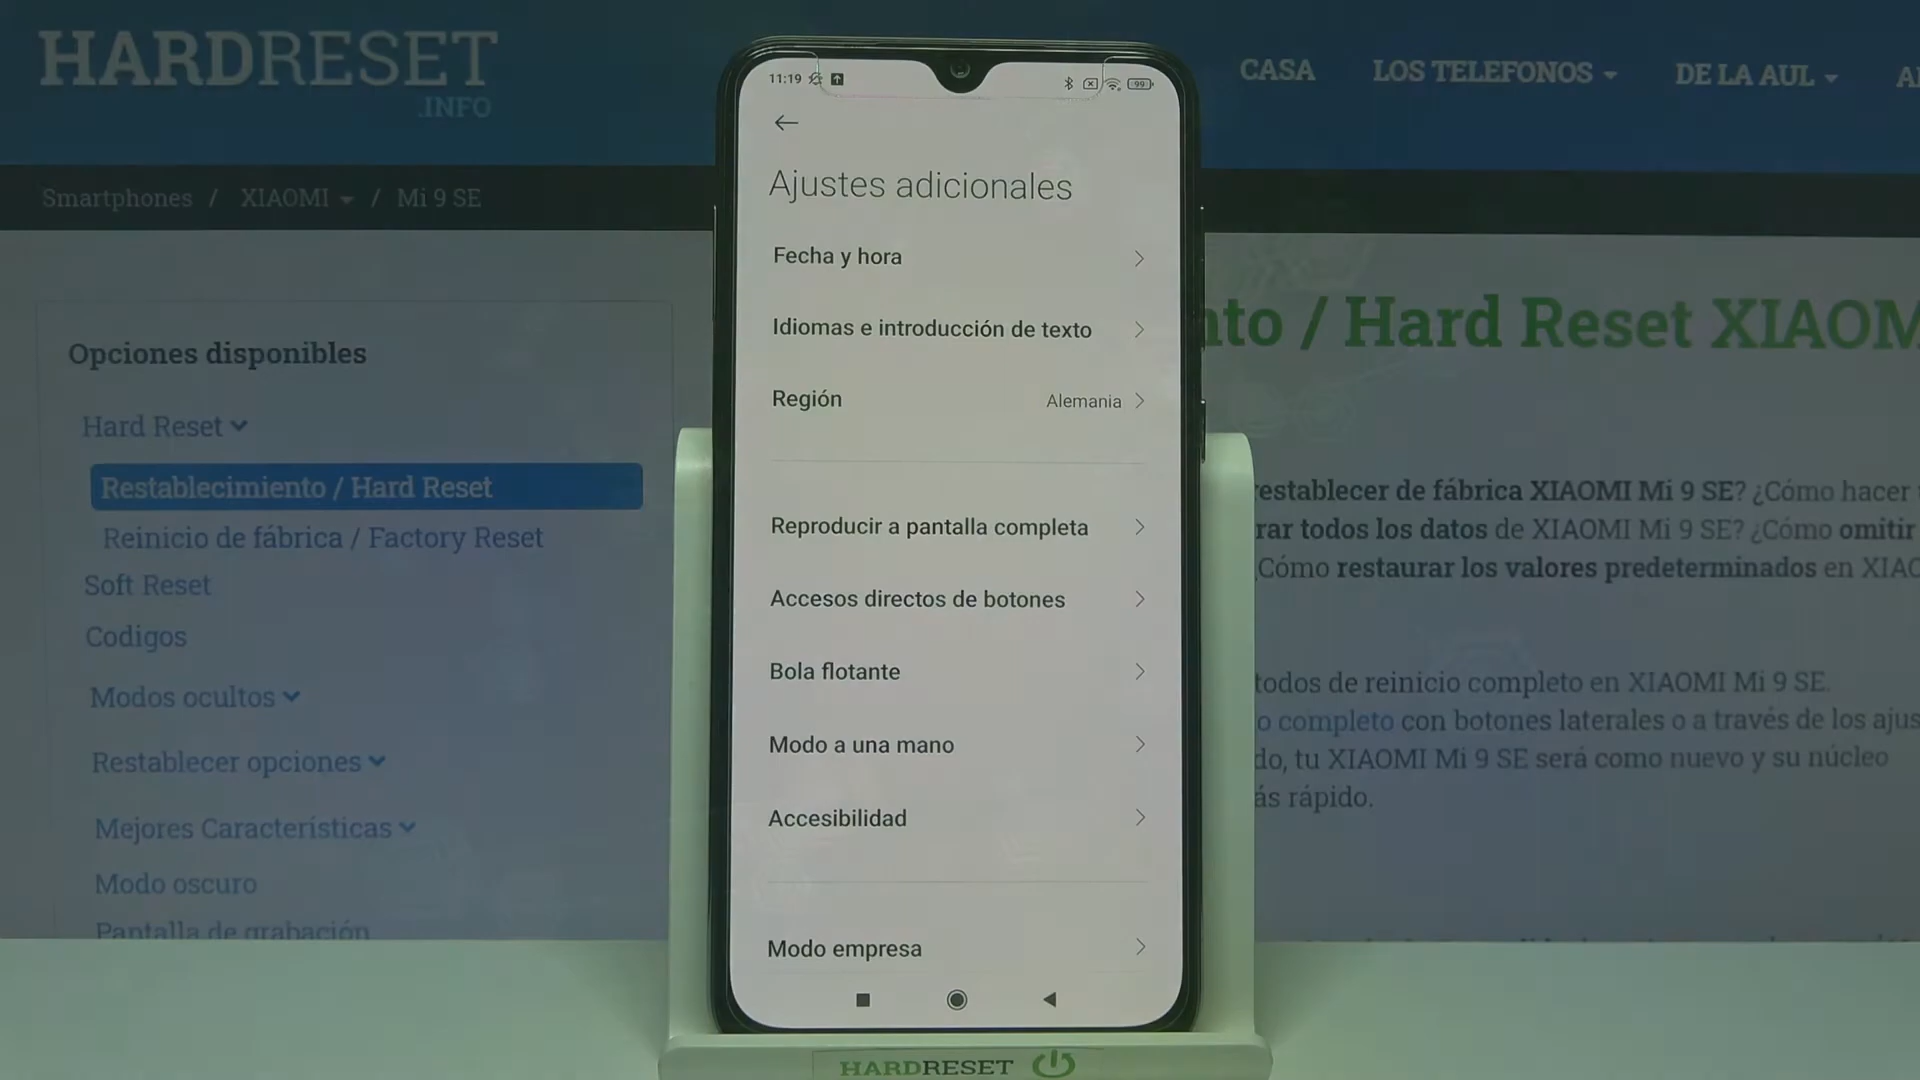 HARDRESET
.INFO
CASA
LOS TELEFONOS
DE LA AUL
Smartphones / XIAOMI / Mi 9 SE
Opciones disponibles
Hard Reset
Restablecimiento / Hard Reset
Reinicio de fábrica / Factory Reset
Soft Reset
Codigos
Modos ocultos
Restablecer opciones
Mejores Características
Modo oscuro
Pantalla de grabación
11:19
99
Ajustes adicionales
Fecha y hora
Idiomas e introducción de texto
Región Alemania
Reproducir a pantalla completa
Accesos directos de botones
Bola flotante
Modo a una mano
Accesibilidad
Modo empresa
nto / Hard Reset XIAOM
establecer de fábrica XIAOMI Mi 9 SE? ¿Cómo hacer
rar todos los datos de XIAOMI Mi 9 SE? ¿Cómo omitir
¿Cómo restaurar los valores predeterminados en XIAO
todos de reinicio completo en XIAOMI Mi 9 SE.
o completo con botones laterales o a través de los ajus
do, tu XIAOMI Mi 9 SE será como nuevo y su núcleo
ás rápido.
HARDRESET